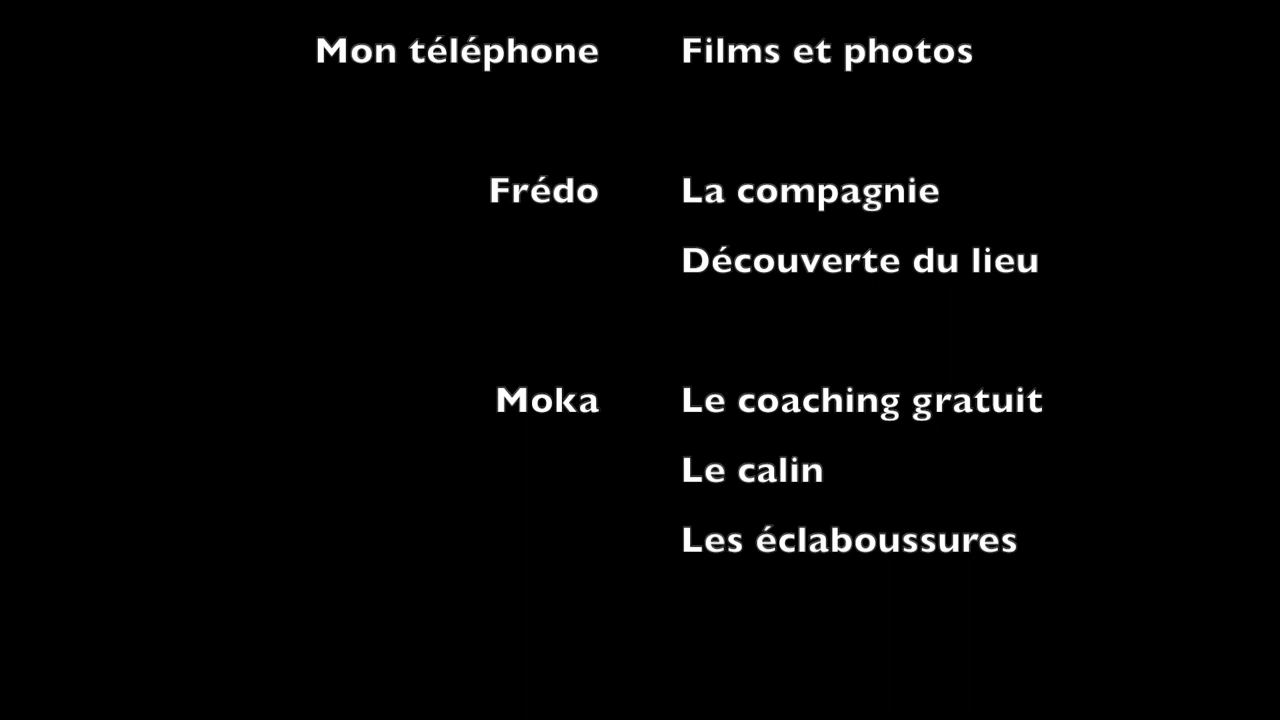 Mon téléphone Films et photos
Frédo La compagnie
Découverte du lieu
Moka Le coaching gratuit
Le calin
Les éclaboussures